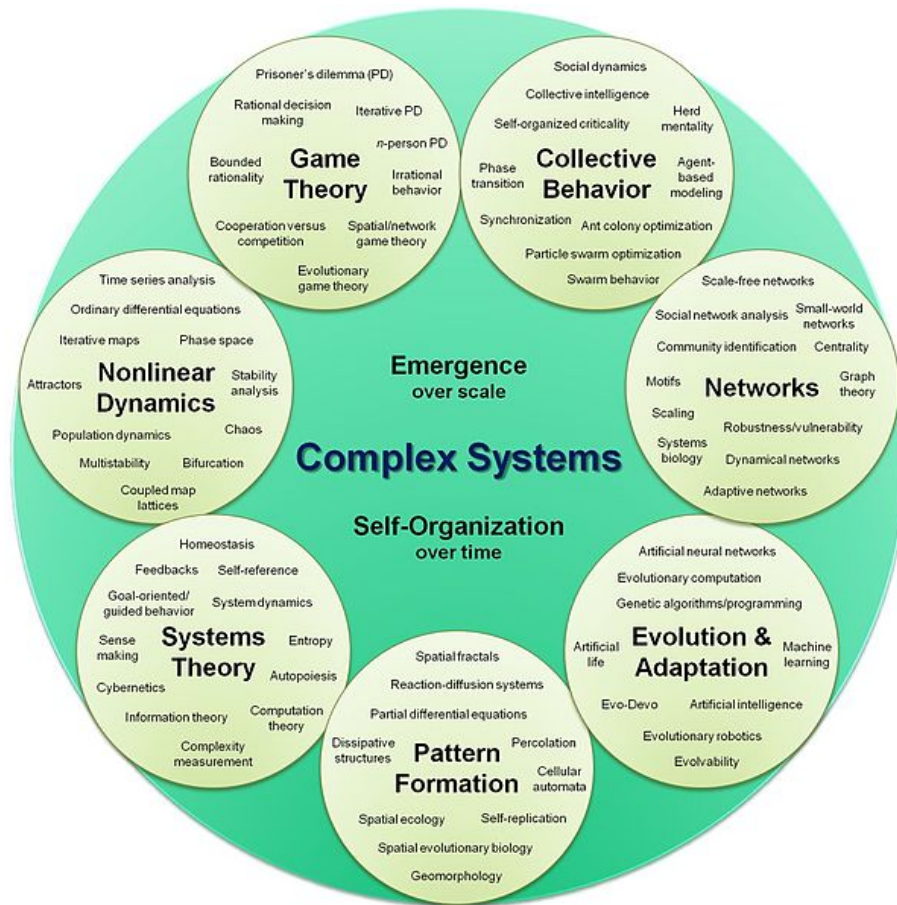 Prisoner's dilemma (PD)
Rational decision
making
Iterative PD
n-person PD
Game
Theory
Bounded
rationality
Irrational
behavior
Cooperation versus
competition
Spatial/network
game theory
Evolutionary
game theory
Social dynamics
Collective intelligence
Herd
mentality
Self-organized criticality
Collective
Behavior
Phase
transition
Agent-
based
modeling
Synchronization
Ant colony optimization
Particle swarm optimization
Swarm behavior
Time series analysis
Ordinary differential equations
Iterative maps
Phase space
Attractors
Nonlinear
Dynamics
Stability
analysis
Population dynamics
Chaos
Multistability
Bifurcation
Coupled map
lattices
Emergence
over scale
Complex Systems
Self-Organization
over time
Scale-free networks
Social network analysis
Small-world
networks
Community identification
Centrality
Motifs
Networks
Graph
theory
Scaling
Robustness/vulnerability
Systems
biology
Dynamical networks
Adaptive networks
Homeostasis
Feedbacks
Self-reference
Goal-oriented/
guided behavior
System dynamics
Sense
making
Systems
Theory
Entropy
Autopoiesis
Cybernetics
Information theory
Computation
theory
Complexity
measurement
Spatial fractals
Reaction-diffusion systems
Partial differential equations
Dissipative
structures
Pattern
Formation
Percolation
Cellular
automata
Spatial ecology
Self-replication
Spatial evolutionary biology
Geomorphology
Artificial neural networks
Evolutionary computation
Genetic algorithms/programming
Artificial
life
Evolution &
Adaptation
Machine
learning
Evo-Devo
Artificial intelligence
Evolutionary robotics
Evolvability